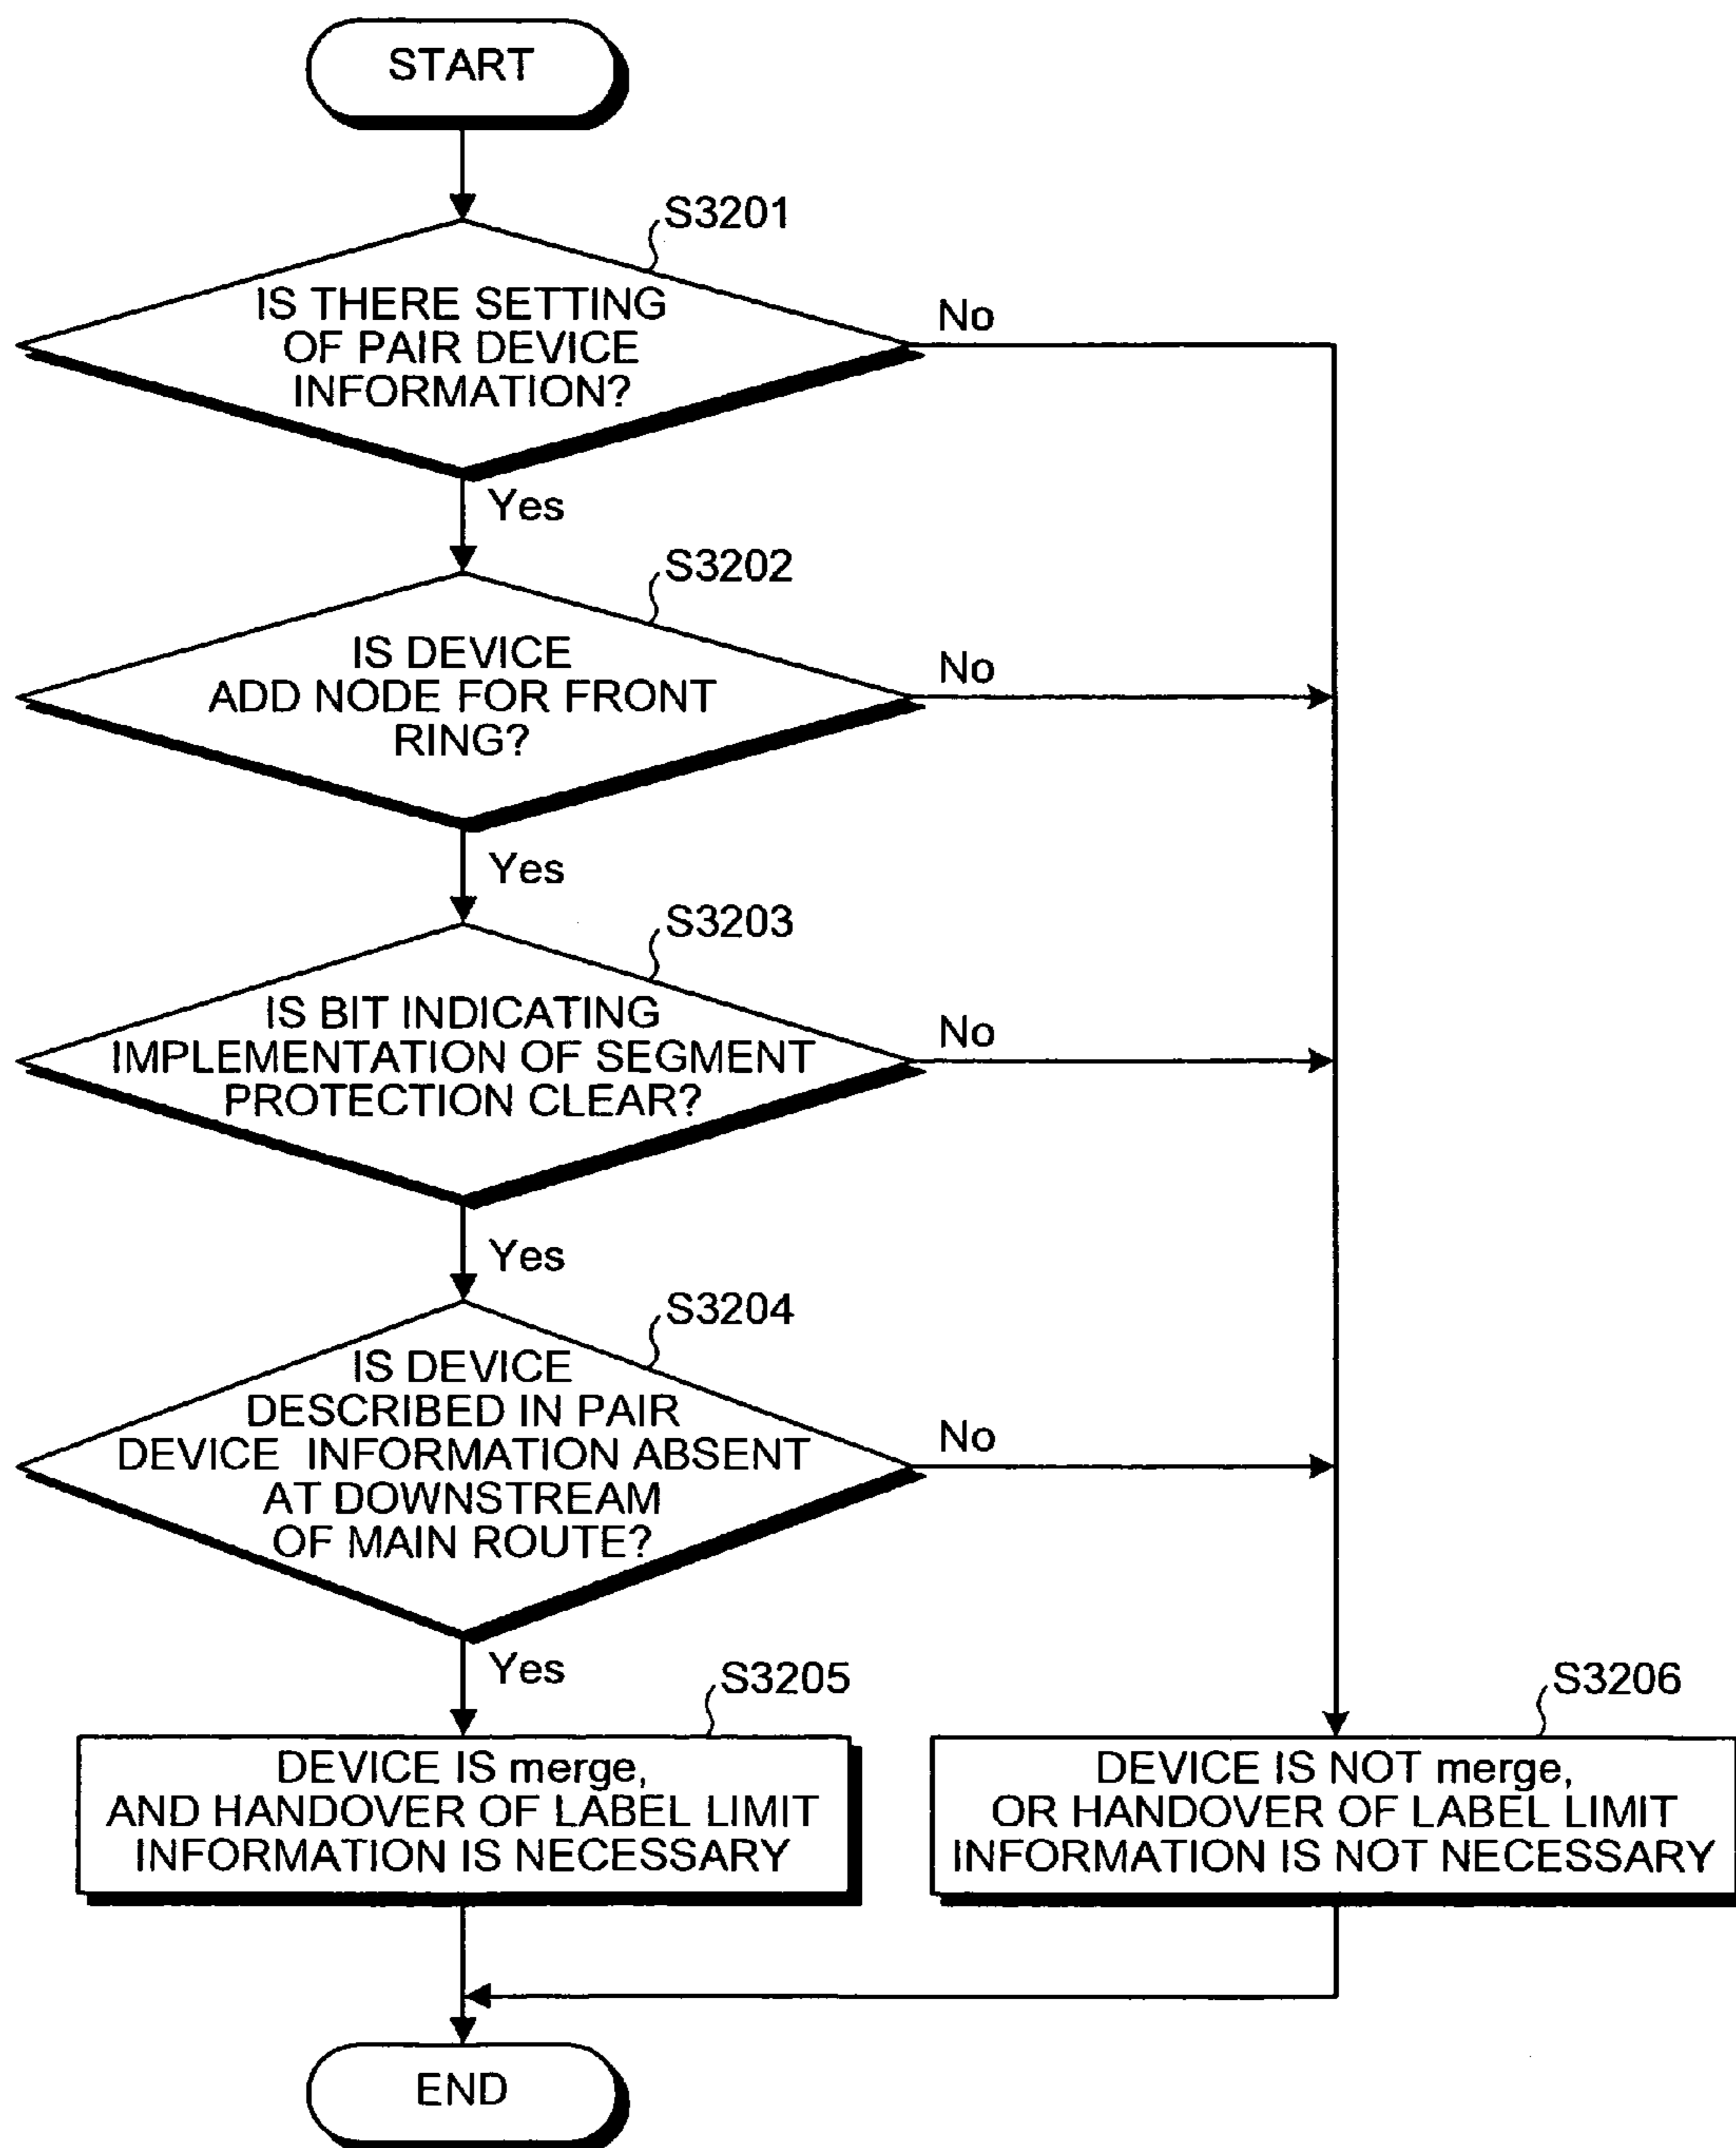 START
S3201
IS THERE SETTING
OF PAIR DEVICE
INFORMATION?
No
Yes
S3202
IS DEVICE
ADD NODE FOR FRONT
RING?
No
Yes
S3203
IS BIT INDICATING
IMPLEMENTATION OF SEGMENT
PROTECTION CLEAR?
No
Yes
S3204
IS DEVICE
DESCRIBED IN PAIR
DEVICE INFORMATION ABSENT
AT DOWNSTREAM
OF MAIN ROUTE?
No
Yes
S3205
DEVICE IS merge,
AND HANDOVER OF LABEL LIMIT
INFORMATION IS NECESSARY
S3206
DEVICE IS NOT merge,
OR HANDOVER OF LABEL LIMIT
INFORMATION IS NOT NECESSARY
END